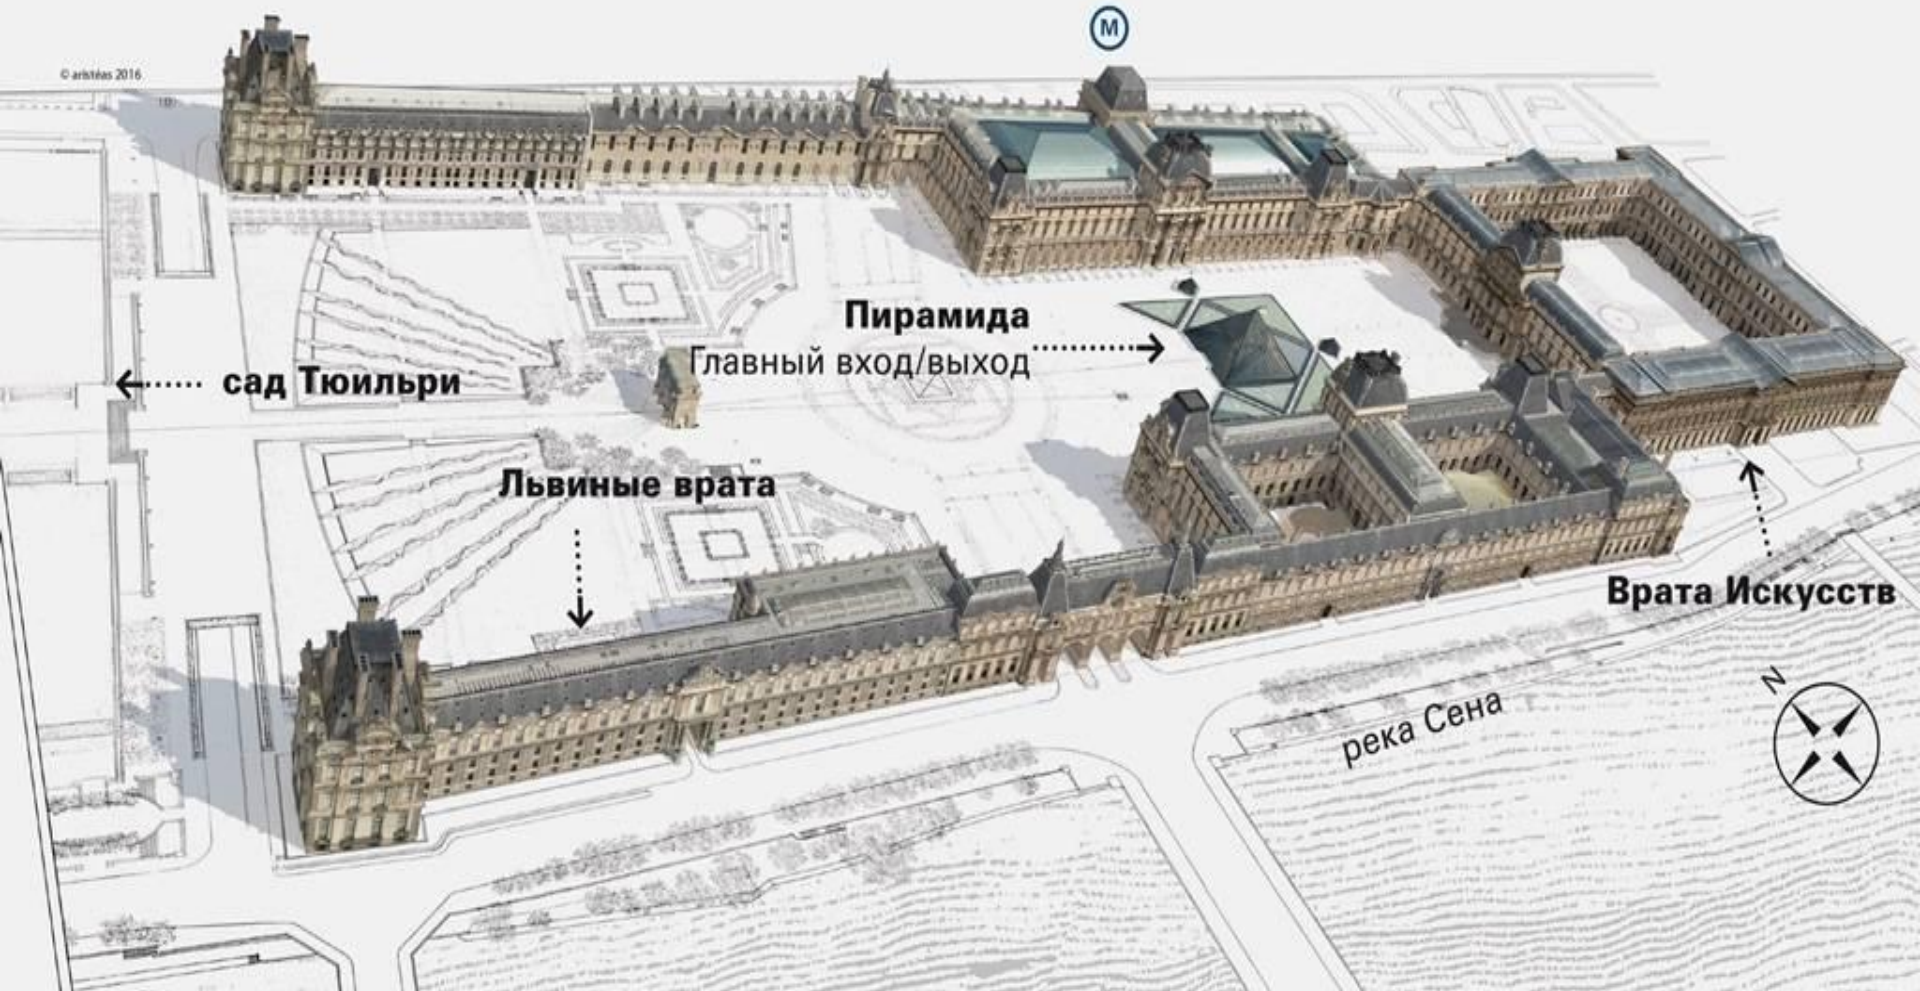 M
© aristéas 2016
Пирамида
Главный вход/выход
сад Тюильри
Львиные врата
Врата Искусств
река Сена
N